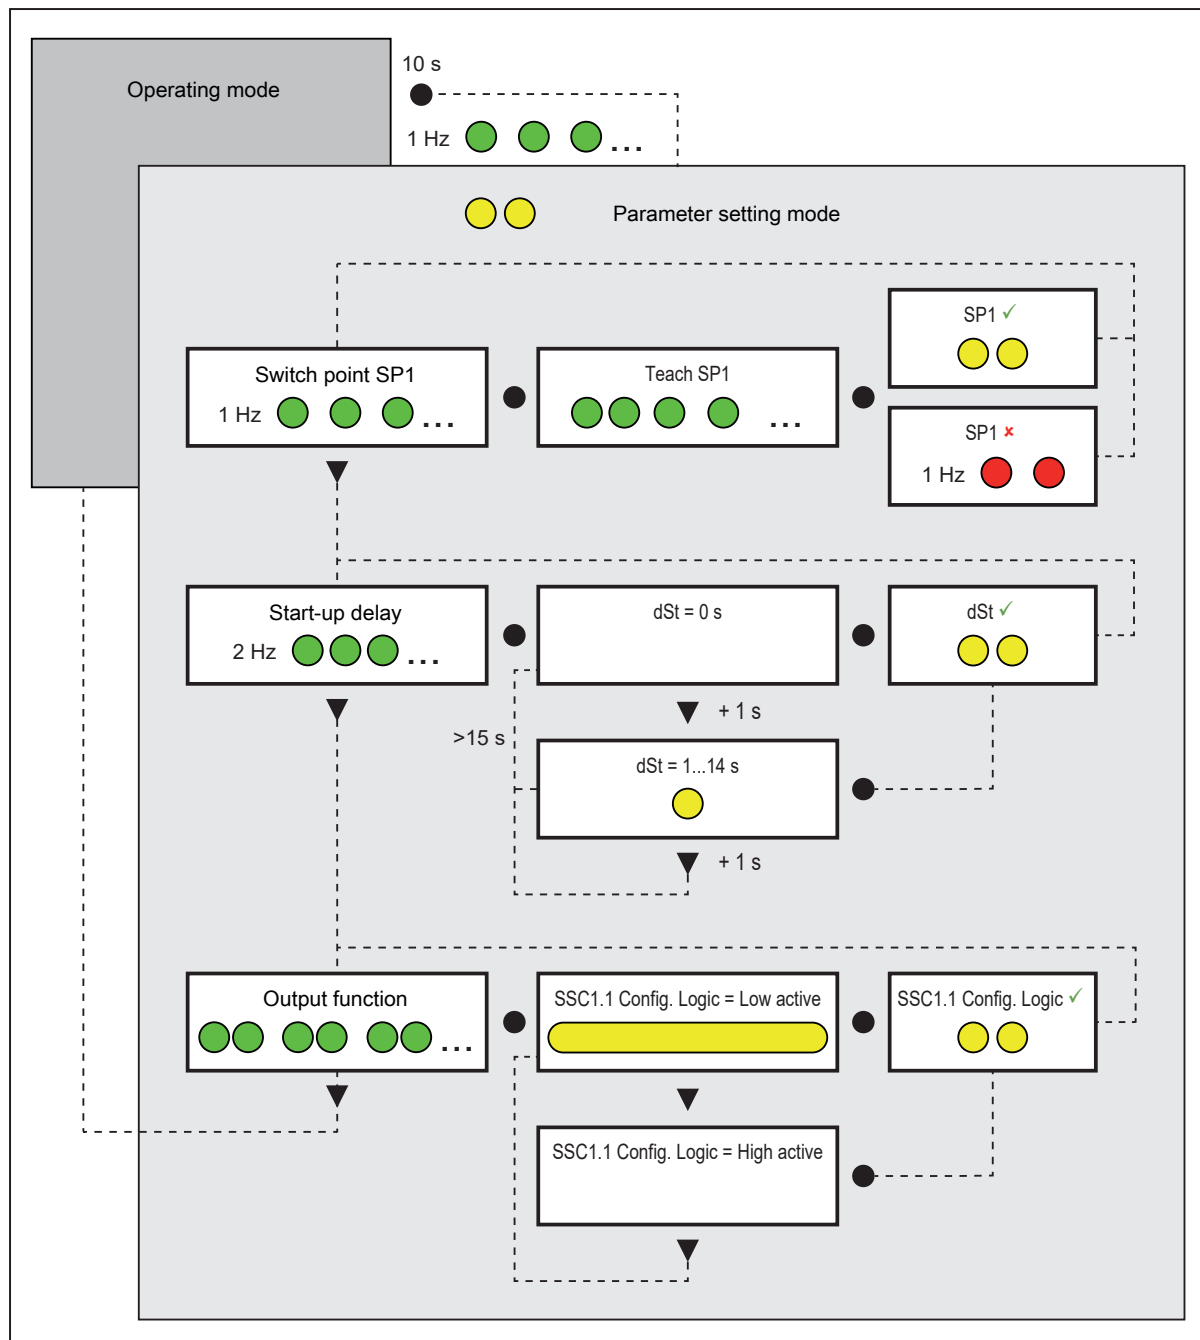 Operating mode
10 s
1 Hz ...
Parameter setting mode
SP1 ✓
Switch point SP1
1 Hz ...
Teach SP1
...
SP1 ✘
1 Hz
Start-up delay
2 Hz ...
dSt = 0 s
dSt ✓
+ 1 s
>15 s
dSt = 1...14 s
+ 1 s
Output function
...
SSC1.1 Config. Logic = Low active
SSC1.1 Config. Logic ✓
SSC1.1 Config. Logic = High active